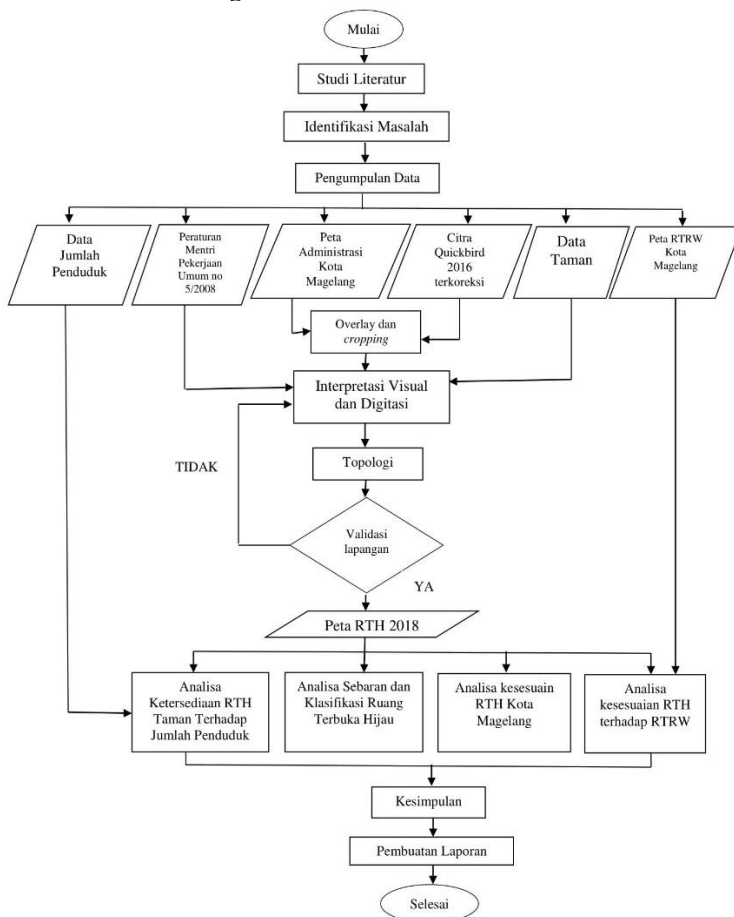 Mulai
Studi Literatur
Identifikasi Masalah
Pengumpulan Data
Data
Jumlah
Penduduk
Peraturan
Mentri
Pekerjaan
Umum no
5/2008
Peta
Administrasi
Kota
Magelang
Citra
Quickbird
2016
terkoreksi
Data
Taman
Peta RTRW
Kota
Magelang
Overlay dan
cropping
Interpretasi Visual
dan Digitasi
TIDAK
Topologi
Validasi
lapangan
YA
Peta RTH 2018
Analisa
Ketersediaan RTH
Taman Terhadap
Jumlah Penduduk
Analisa Sebaran dan
Klasifikasi Ruang
Terbuka Hijau
Analisa kesesuain
RTH Kota
Magelang
Analisa
kesesuaian RTH
terhadap RTRW
Kesimpulan
Pembuatan Laporan
Selesai